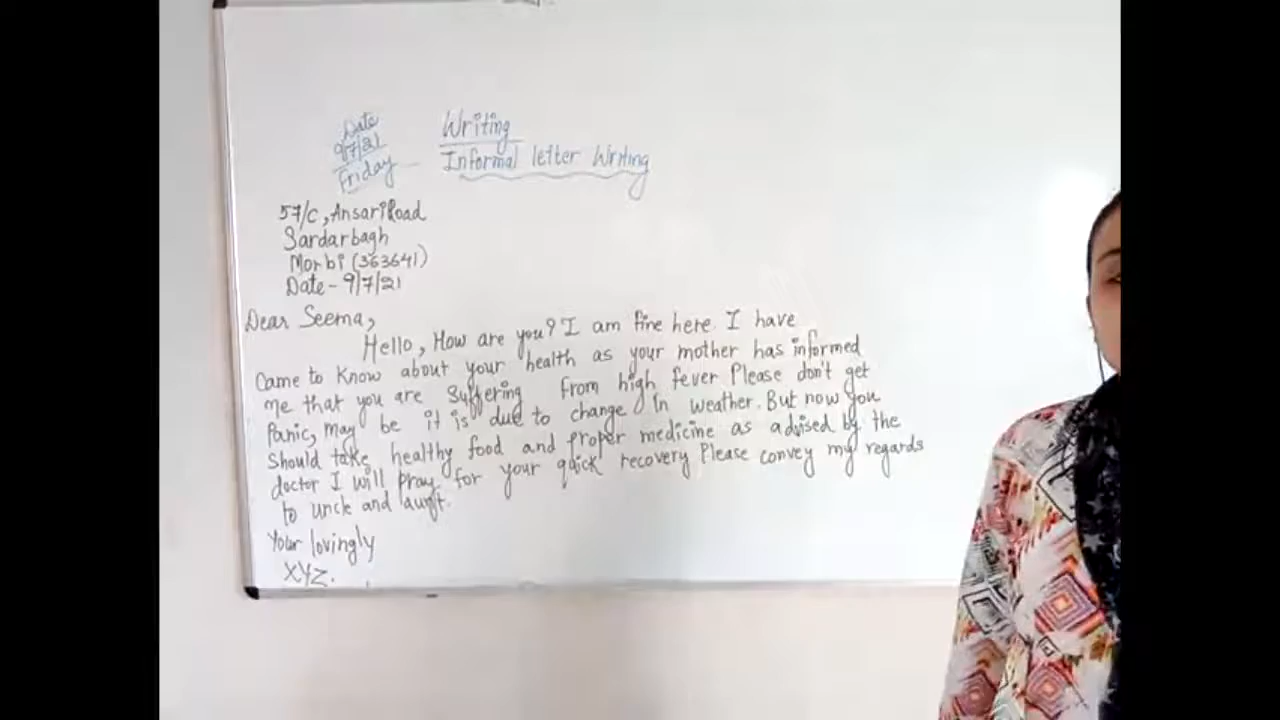 Date
9/7/21
Friday
Writing
Informal letter Writing
57/C, Ansari Road
Sardarbagh
Morbi (363641)
Date - 9/7/21
Dear Seema,
Hello, How are you? I am fine here. I have
Came to know about your health as your mother has informed
me that you are suffering from high fever Please don't get
Panic, may be it is due to change In weather. But now you
should take healthy food and proper medicine as advised by the
doctor I will pray for your quick recovery Please convey my regards
to uncle and aunt.
Your lovingly
XYZ.